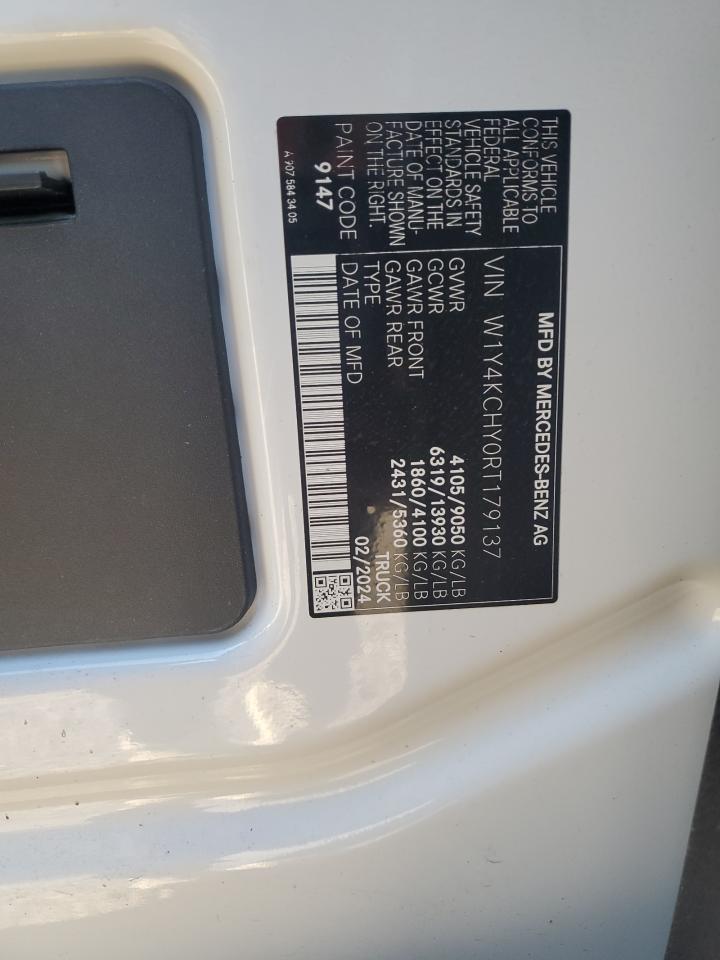 THIS VEHICLE
CONFORMS TO
ALL APPLICABLE
FEDERAL
VEHICLE SAFETY
STANDARDS IN
EFFECT ON THE
DATE OF MANU-
FACTURE SHOWN
ON THE RIGHT.
PAINT CODE
9147
A 907 584 34 05
MFD BY MERCEDES-BENZ AG
VIN W1Y4KCHY0RT179137
GVWR 4105/9050 KG/LB
GCWR 6319/13930 KG/LB
GAWR FRONT 1860/4100 KG/LB
GAWR REAR 2431/5360 KG/LB
TYPE TRUCK
DATE OF MFD 02/2024